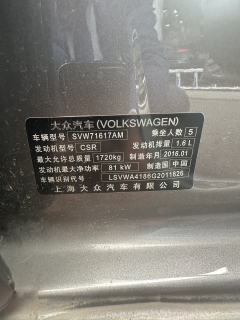 大众汽车(VOLKSWAGEN)
车辆型号 SVW71617AM 乘坐人数 5
发动机型号 CSR 发动机排量 1.6 L
最大允许总质量 1720kg 制造年月 2016.01
发动机最大净功率 81 kW 制造国 中国
车辆识别代号 LSVWA4186G2011826
上海大众汽车有限公司